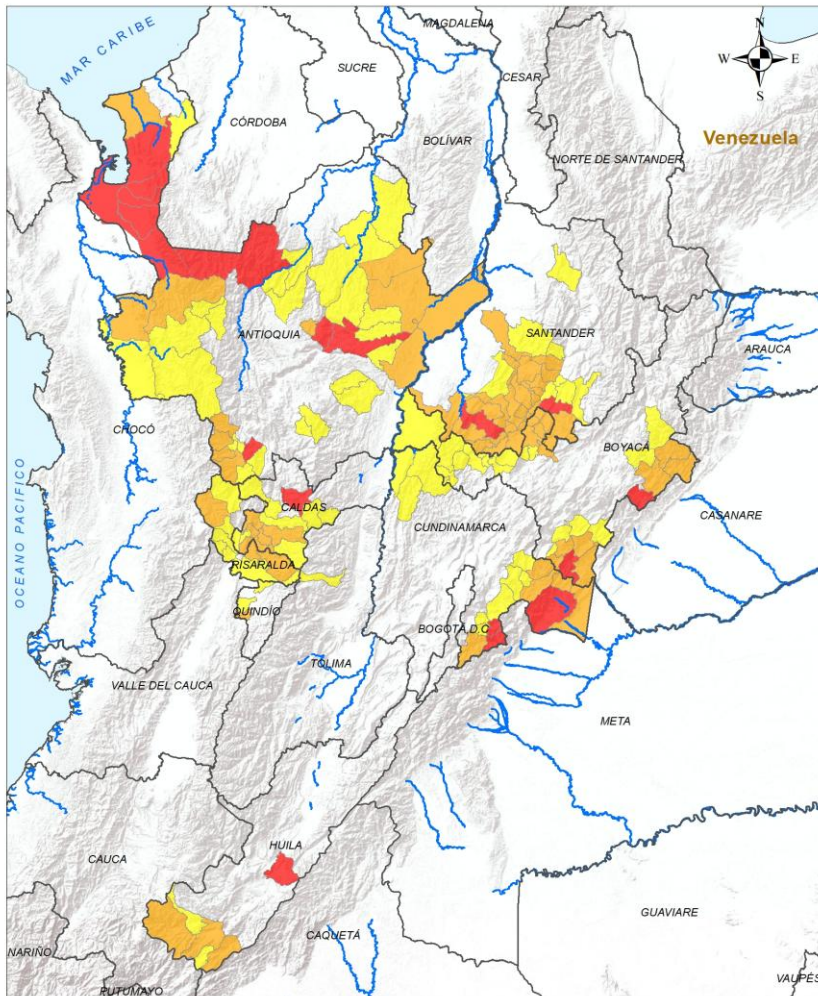 MAGDALENA
MAR CARIBE
N
W E
S
SUCRE
CESAR
CÓRDOBA
BOLÍVAR
Venezuela
NORTE DE SANTANDER
ANTIOQUIA
SANTANDER
ARAUCA
CHOCÓ
BOYACÁ
CALDAS
CASANARE
CUNDINAMARCA
OCEANO PACIFICO
RISARALDA
QUINDÍO
BOGOTÁ D.C
TOLIMA
VALLE DEL CAUCA
META
HUILA
CAUCA
GUAVIARE
CAQUETÁ
NARIÑO
PUTUMAYO
VAUPÉS